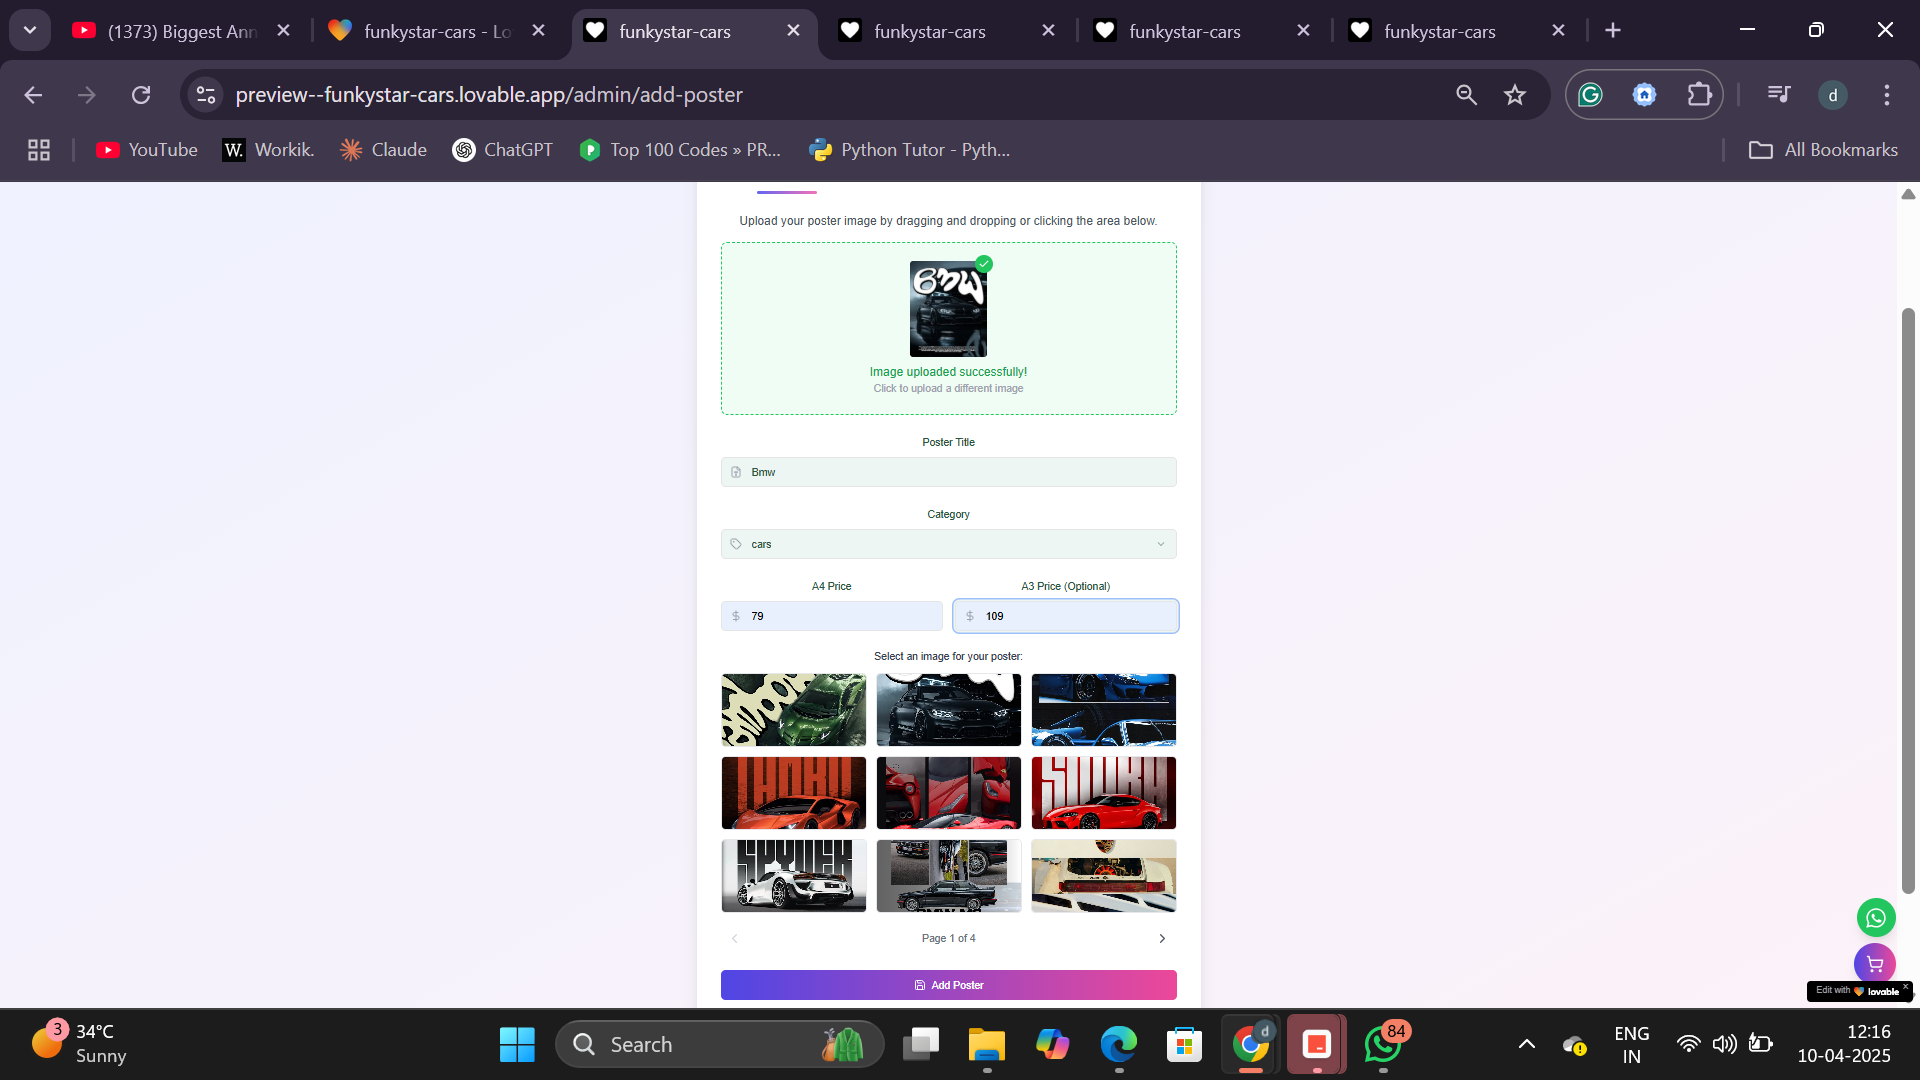 (1373) Biggest Ann
funkystar-cars - Lo
funkystar-cars
funkystar-cars
funkystar-cars
funkystar-cars
preview--funkystar-cars.lovable.app/admin/add-poster
d
YouTube
W. Workik.
Claude
ChatGPT
Top 100 Codes » PR...
Python Tutor - Pyth...
All Bookmarks
Upload your poster image by dragging and dropping or clicking the area below.
BMW
Image uploaded successfully!
Click to upload a different image
Poster Title
Bmw
Category
cars
A4 Price
A3 Price (Optional)
$ 79
$ 109
Select an image for your poster:
SPYDER
Page 1 of 4
Add Poster
Edit with lovable
3
34°C
Sunny
Search
d
84
ENG
IN
12:16
10-04-2025